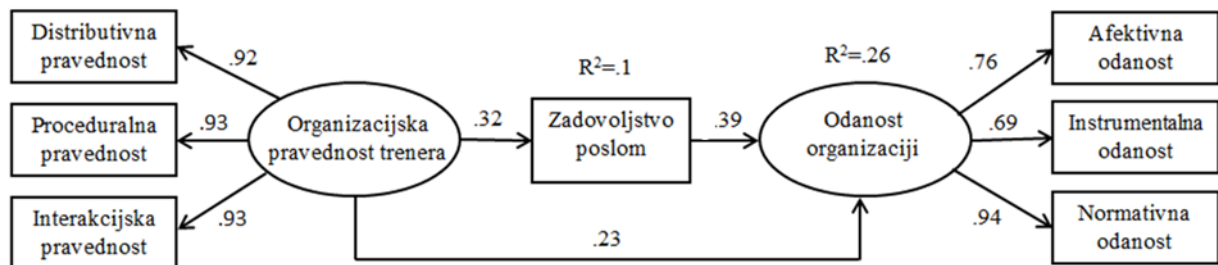 Distributivna
pravednost
.92
Proceduralna
pravednost
.93
Interakcijska
pravednost
.93
Organizacijska
pravednost trenera
.32
R²=.1
Zadovoljstvo
poslom
.39
R²=.26
Odanost
organizaciji
.23
.76
Afektivna
odanost
.69
Instrumentalna
odanost
.94
Normativna
odanost